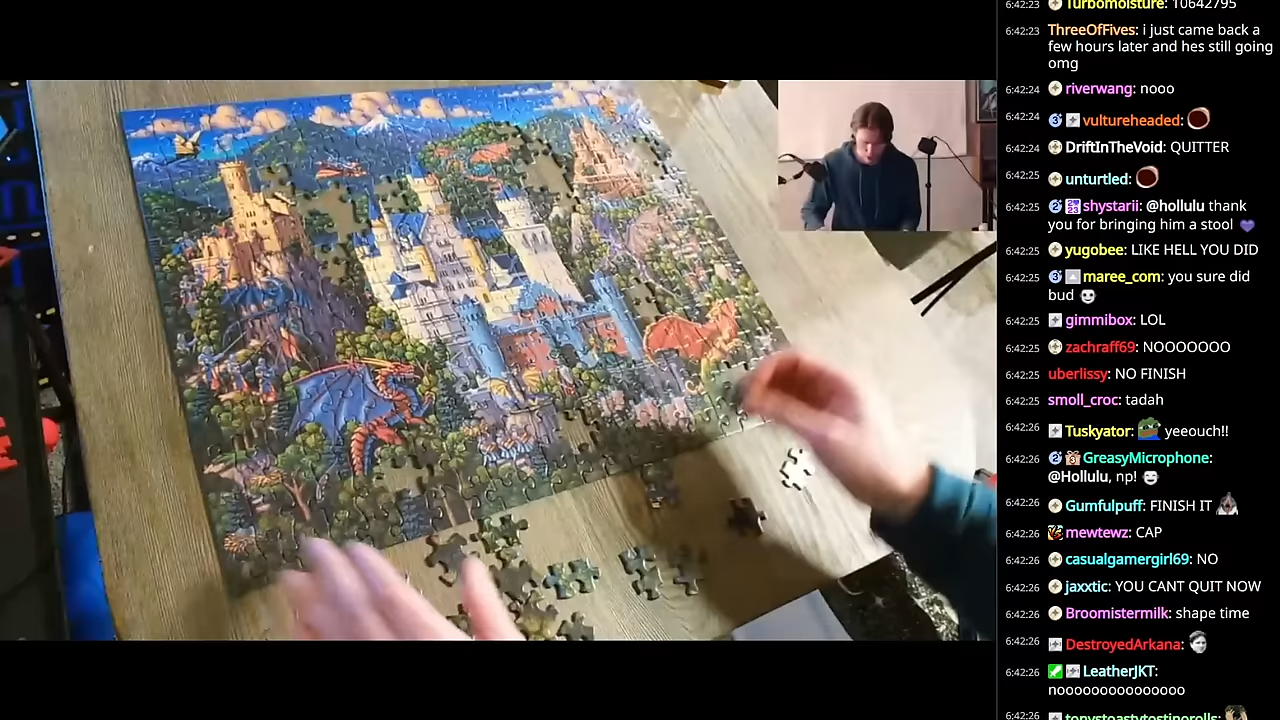 6:42:23 Turbomoisture: 10642795
6:42:23 ThreeOfFives: i just came back a
few hours later and hes still going
omg
6:42:24 riverwang: nooo
6:42:24 vultureheaded:
6:42:24 DriftInTheVoid: QUITTER
6:42:25 unturtled:
6:42:25 shystarii: @hollulu thank
you for bringing him a stool
6:42:25 yugobee: LIKE HELL YOU DID
6:42:25 maree_com: you sure did
bud
6:42:25 gimmibox: LOL
6:42:25 zachraff69: NOOOOOOO
6:42:25 uberlissy: NO FINISH
6:42:25 smoll_croc: tadah
6:42:26 Tuskyator: yeeouch!!
6:42:26 GreasyMicrophone:
@Hollulu, np!
6:42:26 Gumfulpuff: FINISH IT
6:42:26 mewtewz: CAP
6:42:26 casualgamergirl69: NO
6:42:26 jaxxtic: YOU CANT QUIT NOW
6:42:26 Broomistermilk: shape time
6:42:26 DestroyedArkana:
6:42:26 LeatherJKT:
nooooooooooooooo
6:42:26 tonystoastytostinorolls: